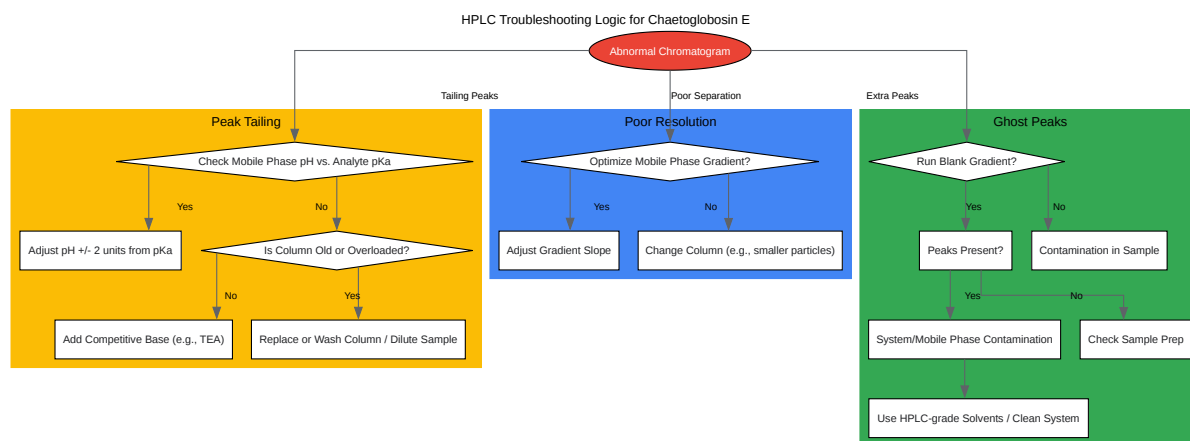 HPLC Troubleshooting Logic for Chaetoglobosin E
Abnormal Chromatogram
Tailing Peaks
Poor Separation
Extra Peaks
Peak Tailing
Check Mobile Phase pH vs. Analyte pKa
Yes
No
Adjust pH +/- 2 units from pKa
Is Column Old or Overloaded?
No
Yes
Add Competitive Base (e.g., TEA)
Replace or Wash Column / Dilute Sample
Poor Resolution
Optimize Mobile Phase Gradient?
Yes
No
Adjust Gradient Slope
Change Column (e.g., smaller particles)
Ghost Peaks
Run Blank Gradient?
Yes
No
Peaks Present?
Contamination in Sample
Yes
No
System/Mobile Phase Contamination
Check Sample Prep
Use HPLC-grade Solvents / Clean System